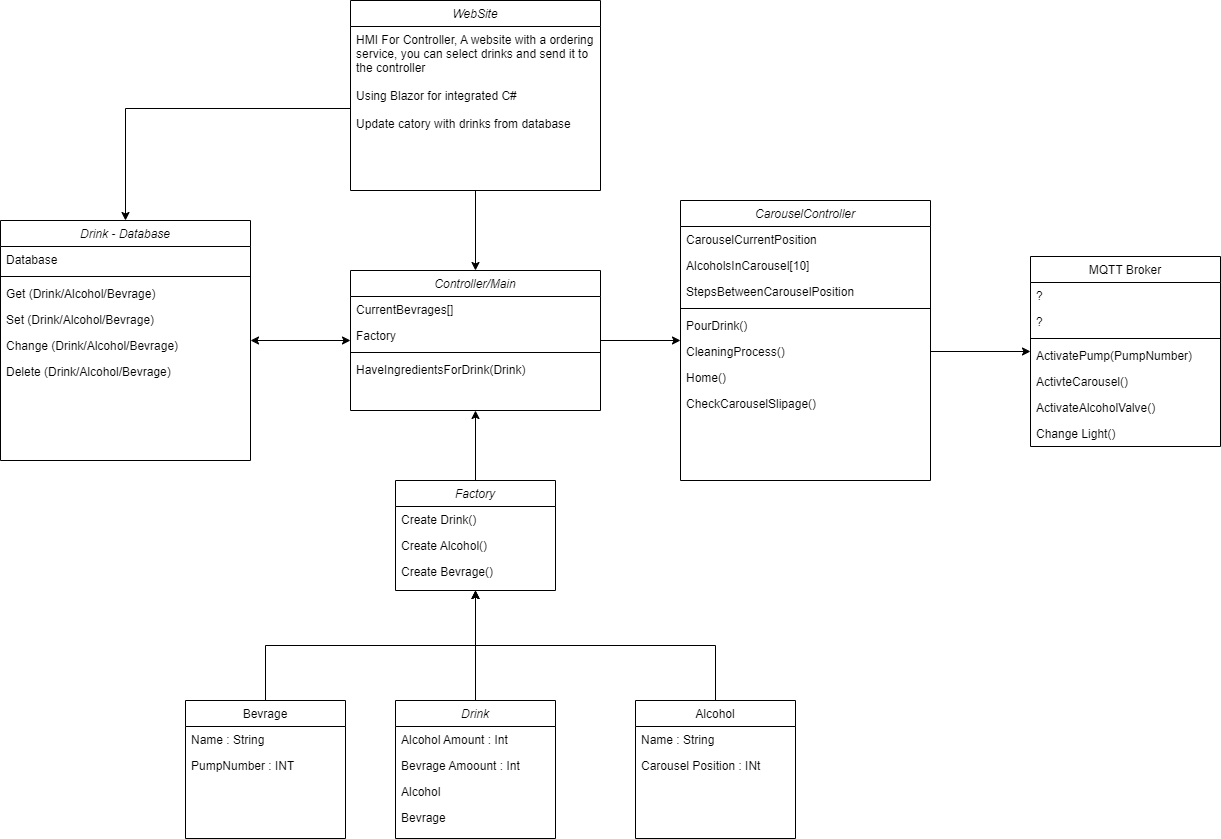 WebSite
HMI For Controller, A website with a ordering
service, you can select drinks and send it to
the controller
Using Blazor for integrated C#
Update catory with drinks from database
Drink - Database
Database
Get (Drink/Alcohol/Bevrage)
Set (Drink/Alcohol/Bevrage)
Change (Drink/Alcohol/Bevrage)
Delete (Drink/Alcohol/Bevrage)
Controller/Main
CurrentBevrages[]
Factory
HaveIngredientsForDrink(Drink)
CarouselController
CarouselCurrentPosition
AlcoholsInCarousel[10]
StepsBetweenCarouselPosition
PourDrink()
CleaningProcess()
Home()
CheckCarouselSlipage()
MQTT Broker
?
?
ActivatePump(PumpNumber)
ActivteCarousel()
ActivateAlcoholValve()
Change Light()
Factory
Create Drink()
Create Alcohol()
Create Bevrage()
Bevrage
Name : String
PumpNumber : INT
Drink
Alcohol Amount : Int
Bevrage Amoount : Int
Alcohol
Bevrage
Alcohol
Name : String
Carousel Position : INt